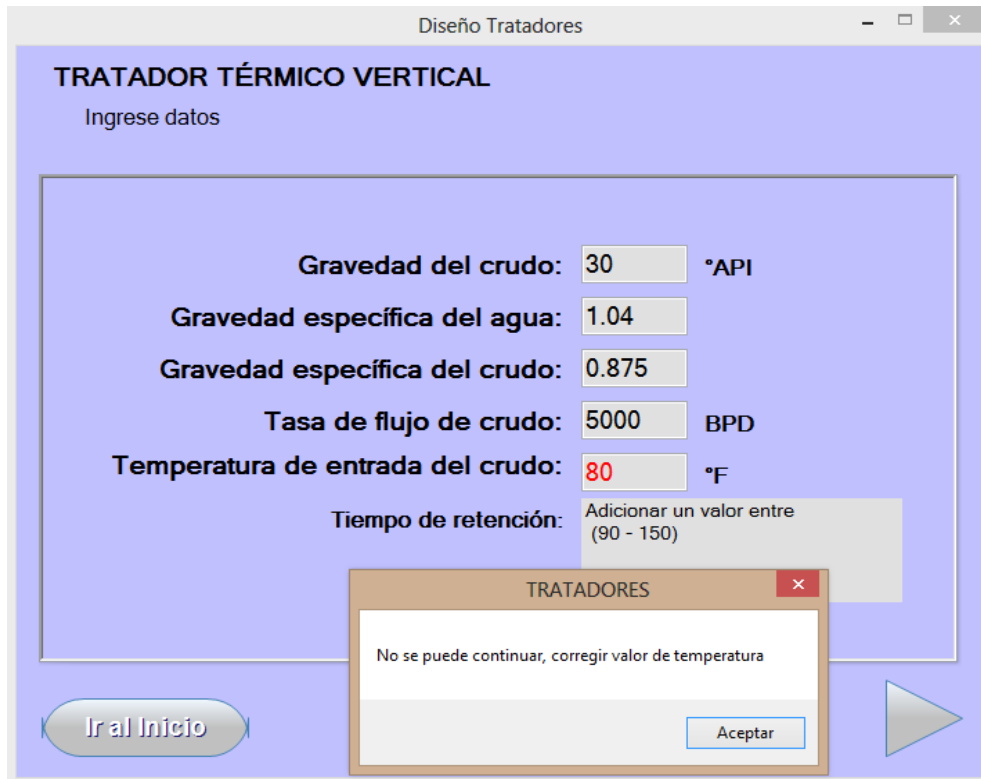 Diseño Tratadores
TRATADOR TÉRMICO VERTICAL
Ingrese datos
Gravedad del crudo: 30 °API
Gravedad específica del agua: 1.04
Gravedad específica del crudo: 0.875
Tasa de flujo de crudo: 5000 BPD
Temperatura de entrada del crudo: 80 °F
Tiempo de retención: Adicionar un valor entre
(90 - 150)
TRATADORES
No se puede continuar, corregir valor de temperatura
Aceptar
Ir al Inicio